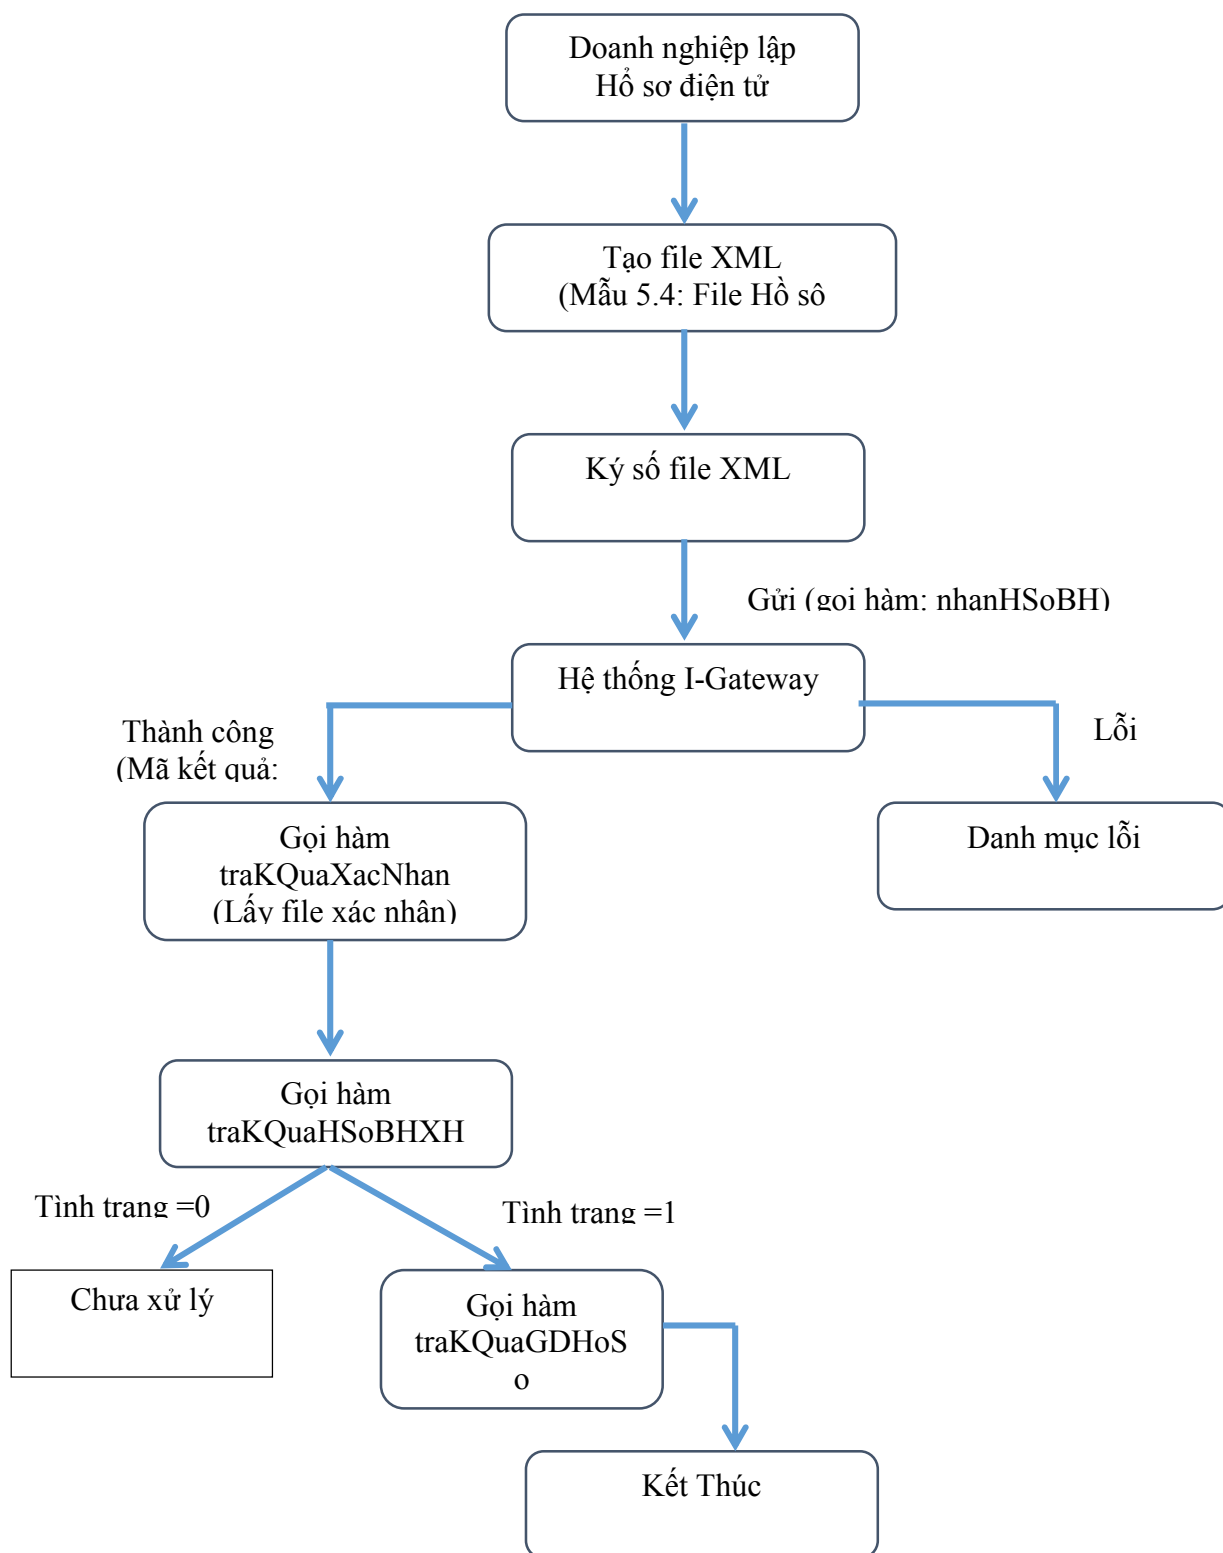 Doanh nghiệp lập
Hổ sơ điện tử
Tạo file XML
(Mẫu 5.4: File Hồ sô
Ký số file XML
Gửi (gọi hàm: nhanHSoBH)
Hệ thống I-Gateway
Thành công
(Mã kết quả:
Lỗi
Gọi hàm
traKQuaXacNhan
(Lấy file xác nhận)
Danh mục lỗi
Gọi hàm
traKQuaHSoBHXH
Tình trạng =0
Tình trạng =1
Chưa xử lý
Gọi hàm
traKQuaGDHoS
o
Kết Thúc